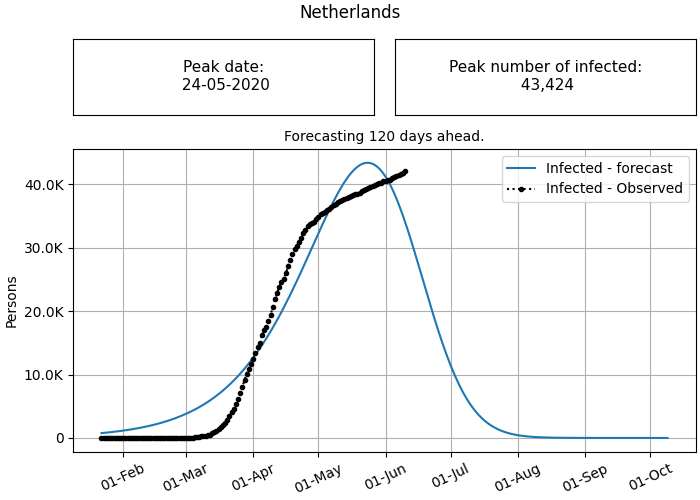 Netherlands
Peak date:
24-05-2020
Peak number of infected:
43,424
Forecasting 120 days ahead.
Infected - forecast
Infected - Observed
Persons
40.0K
30.0K
20.0K
10.0K
0
01-Feb
01-Mar
01-Apr
01-May
01-Jun
01-Jul
01-Aug
01-Sep
01-Oct